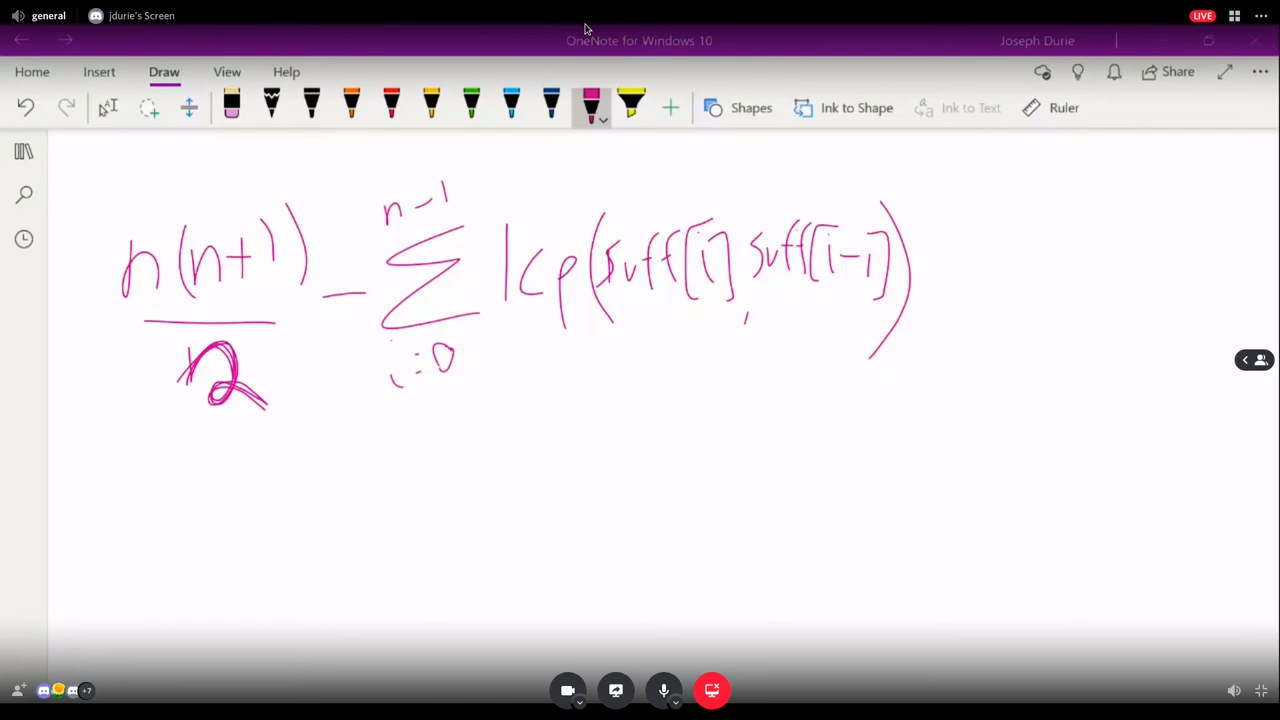 general jdurie's Screen LIVE
OneNote for Windows 10 Joseph Durie
Home Insert Draw View Help Share
Shapes Ink to Shape Ink to Text Ruler
n(n+1) / 2 - ∑ n-1 i=0 lcp(suff[i], suff[i-1])
+7